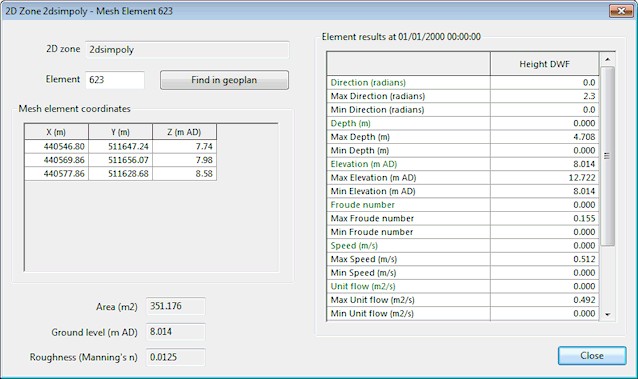 2D Zone 2dsimpoly - Mesh Element 623
2D zone 2dsimpoly
Element 623 Find in geoplan
Mesh element coordinates
X (m) Y (m) Z (m AD)
440546.80 511647.24 7.74
440569.86 511656.07 7.98
440577.86 511628.68 8.58
Area (m2) 351.176
Ground level (m AD) 8.014
Roughness (Manning's n) 0.0125
Element results at 01/01/2000 00:00:00
Height DWF
Direction (radians) 0.0
Max Direction (radians) 2.3
Min Direction (radians) 0.0
Depth (m) 0.000
Max Depth (m) 4.708
Min Depth (m) 0.000
Elevation (m AD) 8.014
Max Elevation (m AD) 12.722
Min Elevation (m AD) 8.014
Froude number 0.000
Max Froude number 0.155
Min Froude number 0.000
Speed (m/s) 0.000
Max Speed (m/s) 0.512
Min Speed (m/s) 0.000
Unit flow (m2/s) 0.000
Max Unit flow (m2/s) 0.492
Min Unit flow (m2/s) 0.000
Close